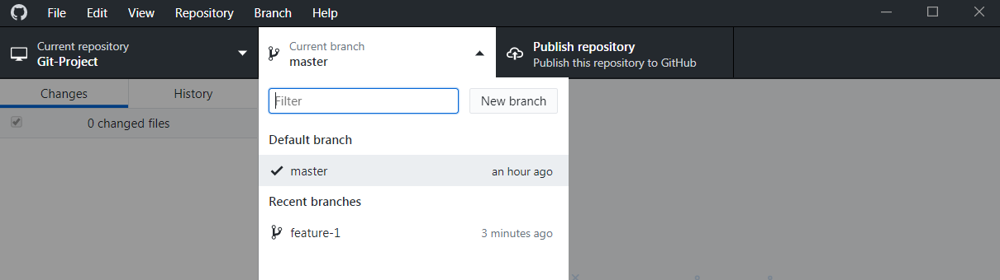 File Edit View Repository Branch Help
Current repository
Git-Project
Current branch
master
Publish repository
Publish this repository to GitHub
Changes History
0 changed files
Filter
New branch
Default branch
master an hour ago
Recent branches
feature-1 3 minutes ago